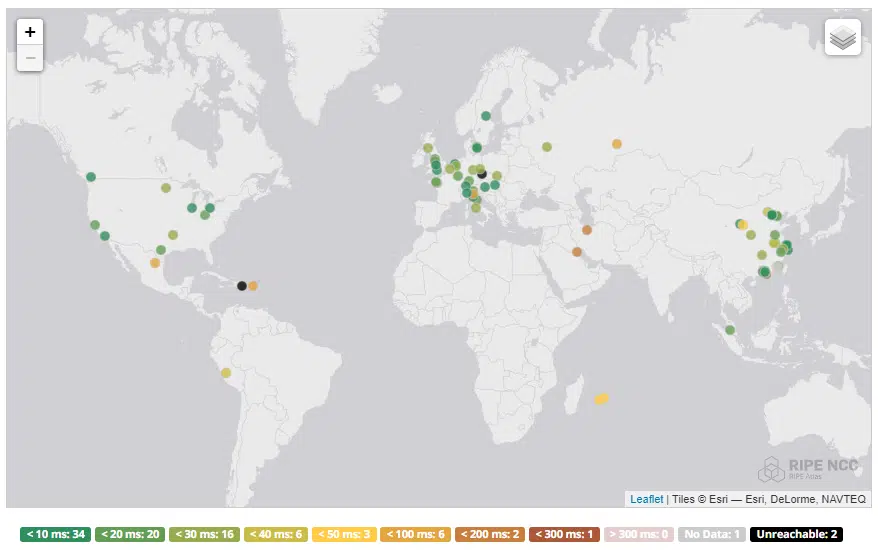 +
−
RIPE NCC
RIPE Atlas
Leaflet | Tiles © Esri — Esri, DeLorme, NAVTEQ
< 10 ms: 34 < 20 ms: 20 < 30 ms: 16 < 40 ms: 6 < 50 ms: 3 < 100 ms: 6 < 200 ms: 2 < 300 ms: 1 > 300 ms: 0 No Data: 1 Unreachable: 2